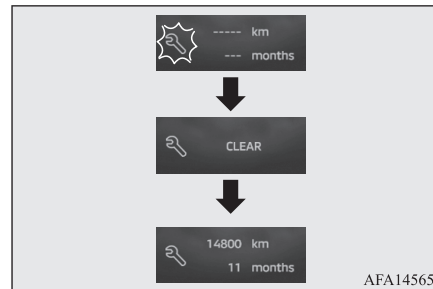 ----- km
--- months
CLEAR
14800 km
11 months
AFA14565